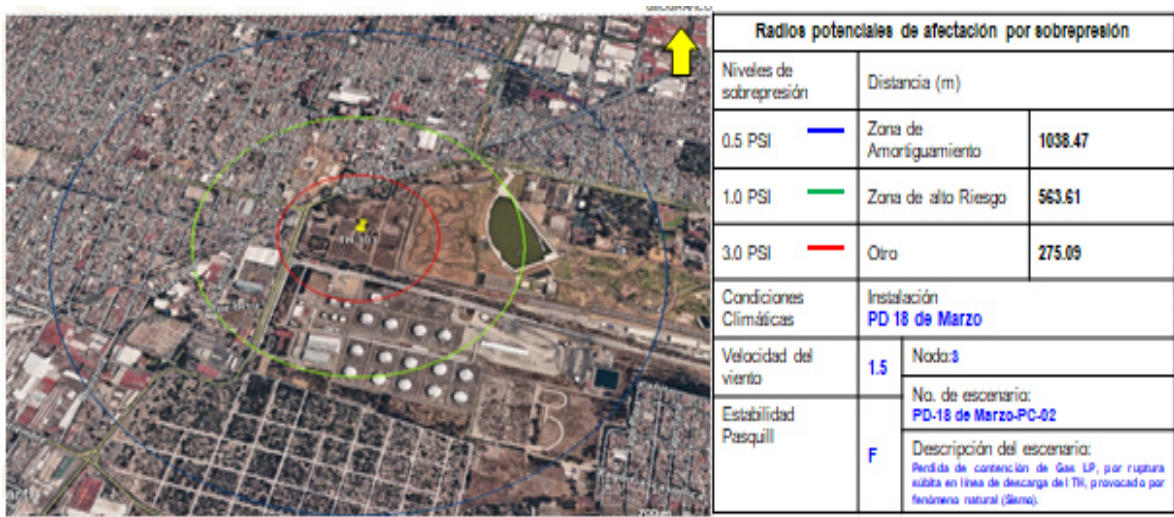 Radios potenciales de afectación por sobrepresión
Niveles de
sobrepresión
Distancia (m)
0.5 PSI
Zona de
Amortiguamiento
1038.47
1.0 PSI
Zona de alto Riesgo
563.61
3.0 PSI
Otro
275.09
Condiciones
Climáticas
Instalación
PD 18 de Marzo
Velocidad del
viento
1.5
Nodo:3
Estabilidad
Pasquill
F
No. de escenario:
PD-18 de Marzo-PC-02
Descripción del escenario:
Perdida de contención de Gas LP, por ruptura
súbita en línea de descarga del TH, provocado por
fenómeno natural (Sismo).
700 m